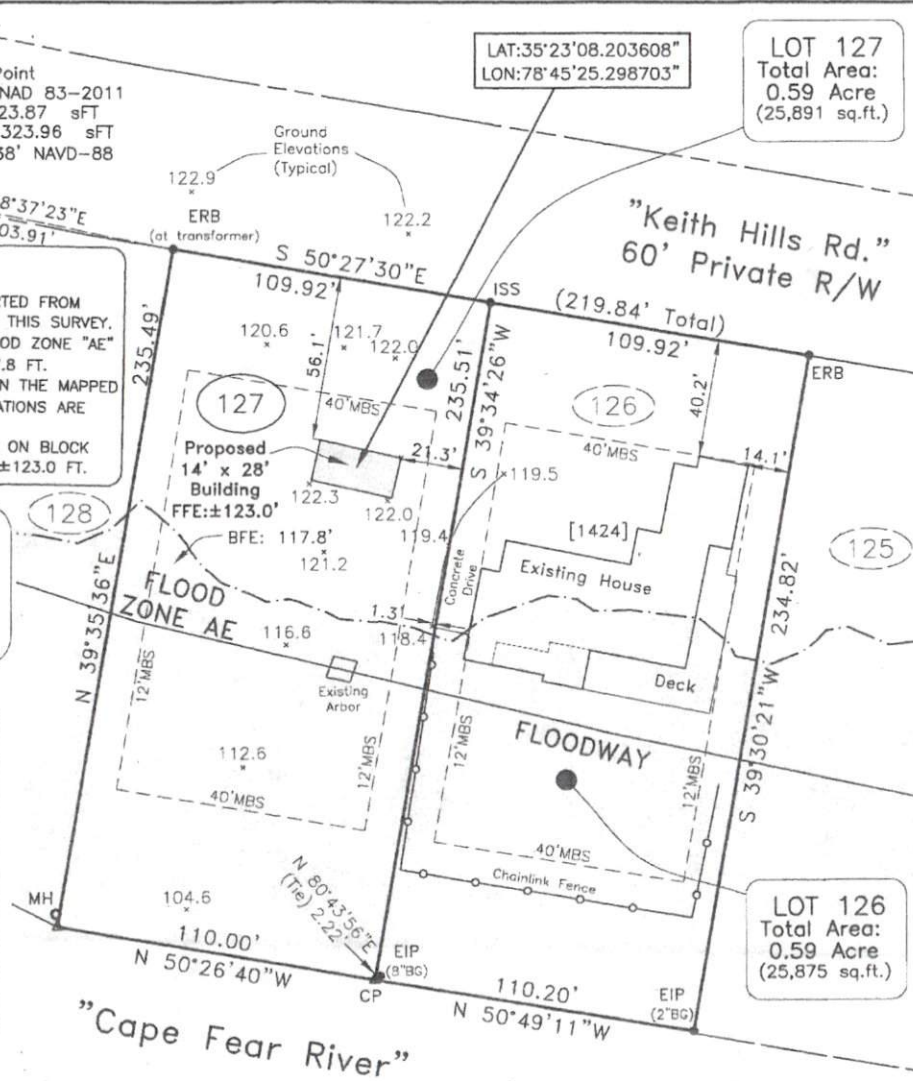 Point
NAD 83-2011
23.87 sFT
323.96 sFT
38' NAVD-88
LAT:35°23'08.203608"
LON:78°45'25.298703"
LOT 127
Total Area:
0.59 Acre
(25,891 sq.ft.)
Ground
Elevations
(Typical)
122.9
122.2
8°37'23"E
03.91'
ERB
(at transformer)
S 50°27'30"E
109.92'
"Keith Hills Rd."
60' Private R/W
ISS
(219.84' Total)
109.92'
ERB
RTED FROM
THIS SURVEY.
OD ZONE "AE"
7.8 FT.
N THE MAPPED
ATIONS ARE
ON BLOCK
±123.0 FT.
235.49'
120.6
121.7
122.0
56.1'
235.51'
S 39°34'26"W
40.2'
127
40'MBS
126
40'MBS
Proposed
14' x 28'
Building
FFE:±123.0'
21.3'
14.1'
119.5
122.3
122.0
128
BFE: 117.8'
121.2
119.4
[1424]
125
Concrete
Drive
Existing House
N 39°35'36"E
FLOOD
ZONE AE
1.3'
118.4
116.6
234.82'
Existing
Arbor
Deck
12'MBS
FLOODWAY
S 39°30'21"W
112.6
12'MBS
12'MBS
12'MBS
40'MBS
40'MBS
Chainlink Fence
N 80°43'56"E
(Tie) 2.22'
MH
104.6
LOT 126
Total Area:
0.59 Acre
(25,875 sq.ft.)
110.00'
N 50°26'40"W
EIP
(8"BG)
CP
110.20'
N 50°49'11"W
EIP
(2"BG)
"Cape Fear River"